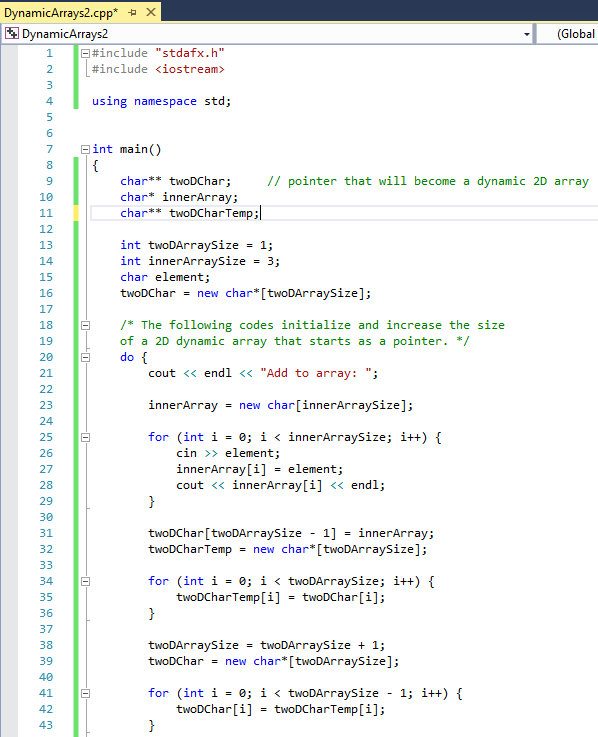 DynamicArrays2.cpp*
DynamicArrays2 (Global
1 #include "stdafx.h"
2 #include <iostream>
3
4 using namespace std;
5
6
7 int main()
8 {
9 char** twoDChar; // pointer that will become a dynamic 2D array
10 char* innerArray;
11 char** twoDCharTemp;
12
13 int twoDArraySize = 1;
14 int innerArraySize = 3;
15 char element;
16 twoDChar = new char*[twoDArraySize];
17
18 /* The following codes initialize and increase the size
19 of a 2D dynamic array that starts as a pointer. */
20 do {
21 cout << endl << "Add to array: ";
22
23 innerArray = new char[innerArraySize];
24
25 for (int i = 0; i < innerArraySize; i++) {
26 cin >> element;
27 innerArray[i] = element;
28 cout << innerArray[i] << endl;
29 }
30
31 twoDChar[twoDArraySize - 1] = innerArray;
32 twoDCharTemp = new char*[twoDArraySize];
33
34 for (int i = 0; i < twoDArraySize; i++) {
35 twoDCharTemp[i] = twoDChar[i];
36 }
37
38 twoDArraySize = twoDArraySize + 1;
39 twoDChar = new char*[twoDArraySize];
40
41 for (int i = 0; i < twoDArraySize - 1; i++) {
42 twoDChar[i] = twoDCharTemp[i];
43 }